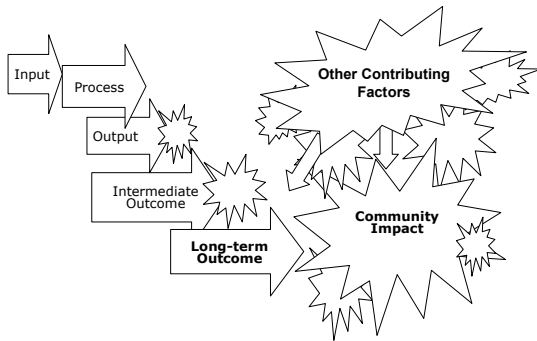 Input
Process
Output
Intermediate
Outcome
Long-term
Outcome
Other Contributing
Factors
Community
Impact